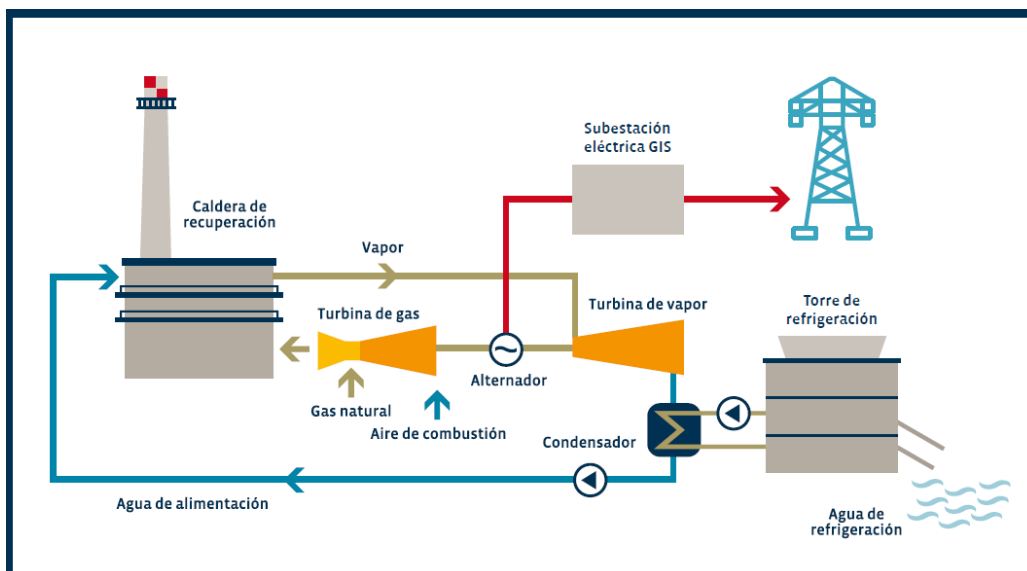 Subestación
eléctrica GIS
Caldera de
recuperación
Vapor
Turbina de gas
Turbina de vapor
Torre de
refrigeración
Alternador
Gas natural
Aire de combustión
Condensador
Agua de alimentación
Agua de
refrigeración